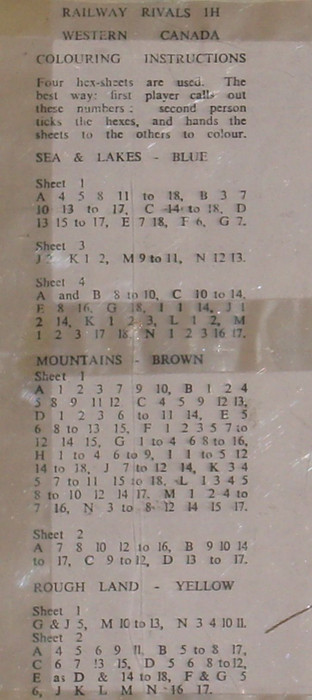 RAILWAY RIVALS 1H
WESTERN CANADA
COLOURING INSTRUCTIONS
Four hex-sheets are used. The
best way: first player calls out
these numbers: second person
ticks the hexes, and hands the
sheets to the others to colour.
SEA & LAKES - BLUE
Sheet 1
A 4 5 8 11 to 18, B 3 7
10 13 to 17, C 14 to 18, D
13 15 to 17, E 7 18, F 6, G 7.
Sheet 3
J 2 K 1 2, M 9 to 11, N 12 13.
Sheet 4
A and B 8 to 10, C 10 to 14,
E 8 16, G 18, I 1 14, J 1
2 14, K 1 2 3, L 1 2, M
1 2 3 17 18 N 1 2 3 16 17.
MOUNTAINS - BROWN
Sheet 1
A 1 2 3 7 9 10, B 1 2 4
5 8 9 11 12 C 4 5 9 12 13,
D 1 2 3 6 to 11 14, E 5
6 8 to 13 15, F 1 2 3 5 7 to
12 14 15, G 1 to 4 6 8 to 16,
H 1 to 4 6 to 9, I 1 to 5 12
14 to 18, J 7 to 12 14, K 3 4
5 7 to 11 15 to 18, L 1 3 4 5
8 to 10 12 14 17, M 1 2 4 to
7 16, N 3 to 8 12 14 15 17.
Sheet 2
A 7 8 10 12 to 16, B 9 10 14
to 17, C 9 to 12, D 13 to 17.
ROUGH LAND - YELLOW
Sheet 1
G & J 5, M 10 to 13, N 3 4 10 11.
Sheet 2
A 4 5 6 9 11, B 5 to 8 17,
C 6 7 13 15, D 5 6 8 to 12,
E as D & 14 to 18, F & G 5
6, J K L M N 16 17.